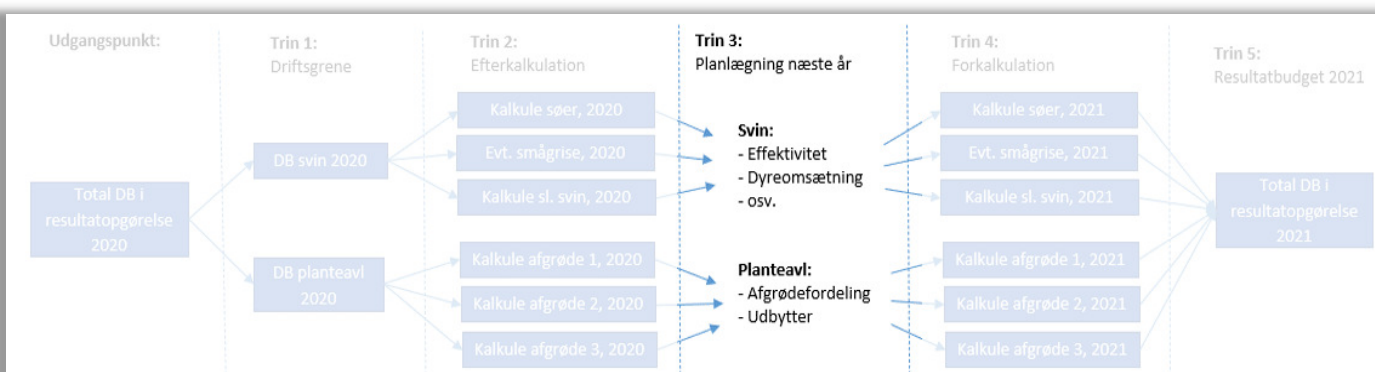 Udgangspunkt:
Trin 1:
Driftsgrene
Trin 2:
Efterkalkulation
Trin 3:
Planlægning næste år
Trin 4:
Forkalkulation
Trin 5:
Resultatbudget 2021
Total DB i
resultatopgørelse
2020
DB svin 2020
DB planteavl
2020
Kalkule søer, 2020
Evt. smågrise, 2020
Kalkule sl. svin, 2020
Kalkule afgrøde 1, 2020
Kalkule afgrøde 2, 2020
Kalkule afgrøde 3, 2020
Svin:
- Effektivitet
- Dyreomsætning
- osv.
Planteavl:
- Afgrødefordeling
- Udbytter
Kalkule søer, 2021
Evt. smågrise, 2021
Kalkule sl. svin, 2021
Kalkule afgrøde 1, 2021
Kalkule afgrøde 2, 2021
Kalkule afgrøde 3, 2021
Total DB i
resultatopgørelse
2021